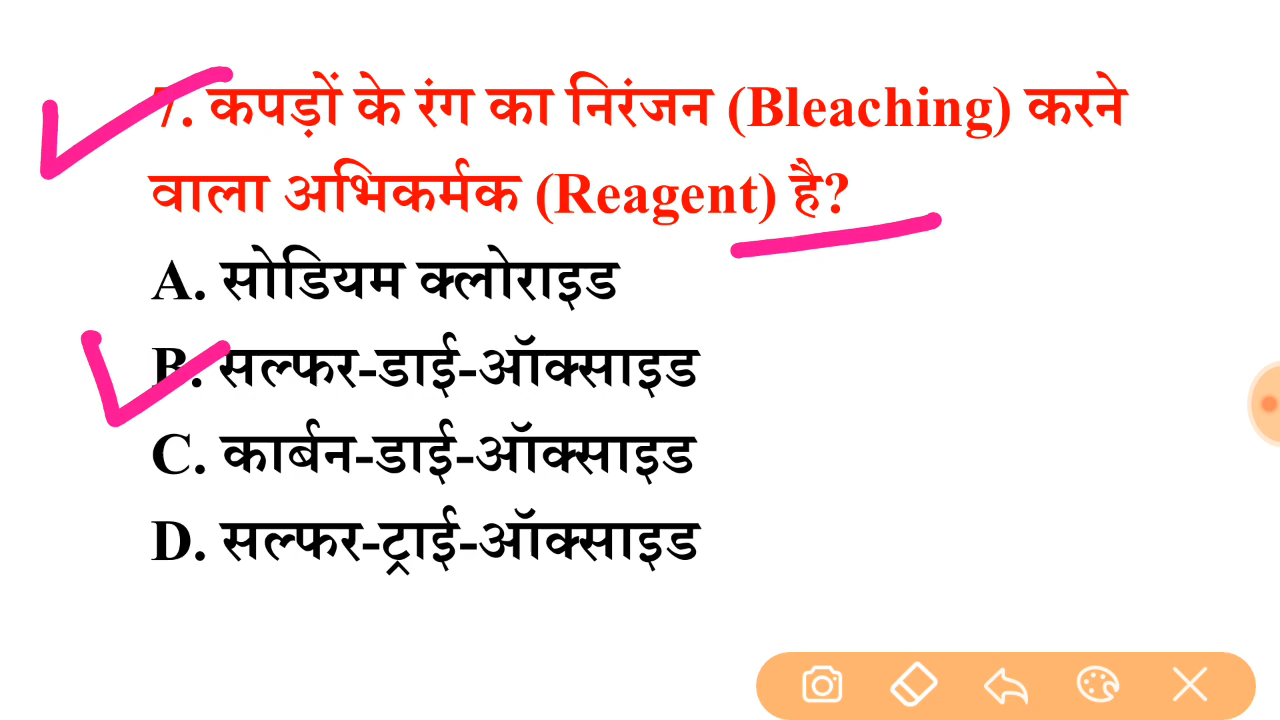 7. कपड़ों के रंग का निरंजन (Bleaching) करने
वाला अभिकर्मक (Reagent) है?
A. सोडियम क्लोराइड
B. सल्फर-डाई-ऑक्साइड
C. कार्बन-डाई-ऑक्साइड
D. सल्फर-ट्राई-ऑक्साइड